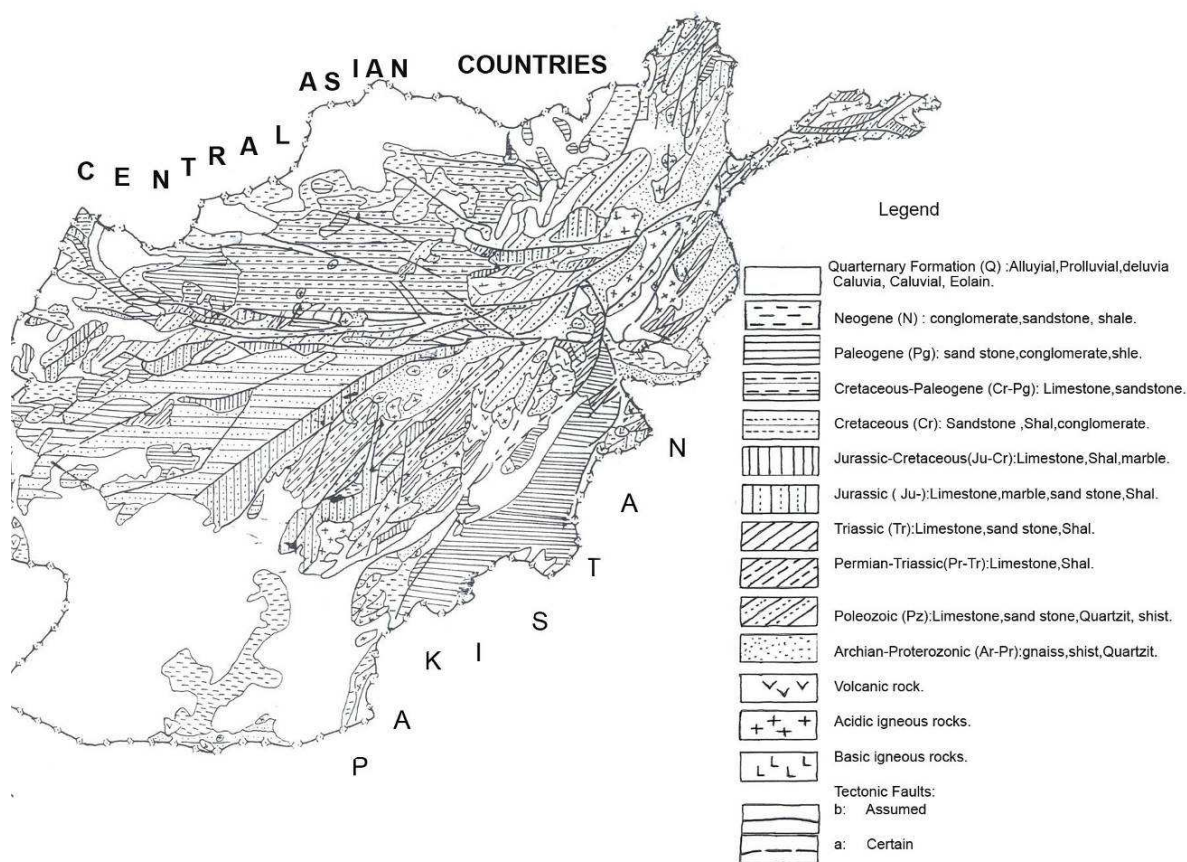 CENTRAL ASIAN COUNTRIES
PAKISTAN
Legend
Quarternary Formation (Q) :Alluyial,Prolluvial,deluvia
Caluvia, Caluvial, Eolain.
Neogene (N) : conglomerate,sandstone, shale.
Paleogene (Pg): sand stone,conglomerate,shle.
Cretaceous-Paleogene (Cr-Pg): Limestone,sandstone.
Cretaceous (Cr): Sandstone ,Shal,conglomerate.
Jurassic-Cretaceous(Ju-Cr):Limestone,Shal,marble.
Jurassic ( Ju-):Limestone,marble,sand stone,Shal.
Triassic (Tr):Limestone,sand stone,Shal.
Permian-Triassic(Pr-Tr):Limestone,Shal.
Poleozoic (Pz):Limestone,sand stone,Quartzit, shist.
Archian-Proterozonic (Ar-Pr):gnaiss,shist,Quartzit.
Volcanic rock.
Acidic igneous rocks.
Basic igneous rocks.
Tectonic Faults:
b: Assumed
a: Certain